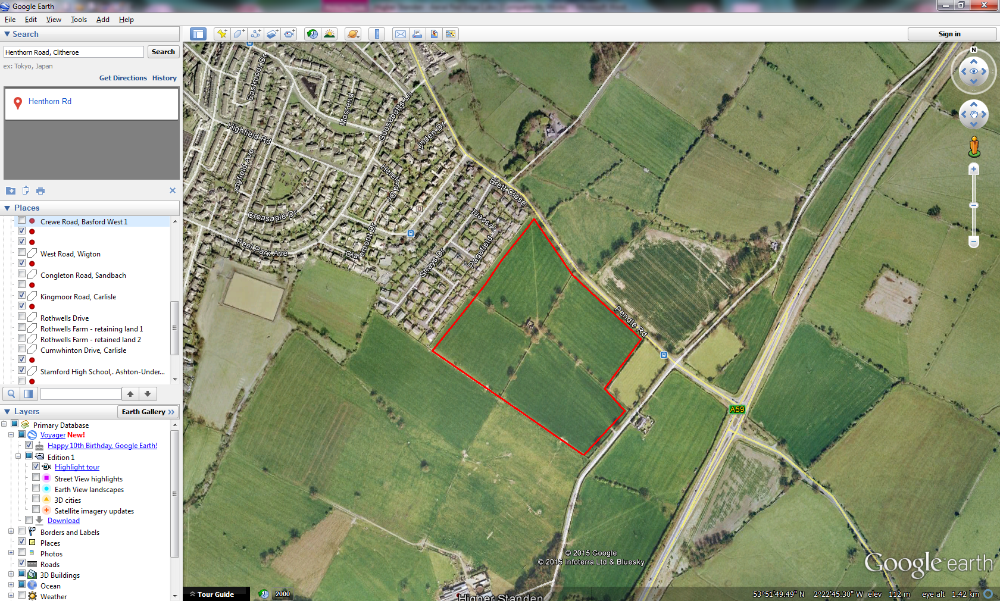 Google Earth
File Edit View Tools Add Help
Search
Henthorn Road, Clitheroe
Search
ex: Tokyo, Japan
Get Directions History
Henthorn Rd
Places
Crewe Road, Basford West 1
West Road, Wigton
Congleton Road, Sandbach
Kingmoor Road, Carlisle
Rothwells Drive
Rothwells Farm - retaining land 1
Rothwells Farm - retained land 2
Cumwhinton Drive, Carlisle
Stamford High School,. Ashton-Under...
Layers
Earth Gallery »
Primary Database
Voyager New!
Happy 10th Birthday, Google Earth!
Edition 1
Highlight tour
Street View highlights
Earth View landscapes
3D cities
Satellite imagery updates
Download
Borders and Labels
Places
Photos
Roads
3D Buildings
Ocean
Weather
Sign in
N
Eastmoor Dr
Moorend
Goosebutts Ln
Linden Dr
Highfield Rd
Brett Close
Croasdale Dr
Peel Park Ave
Claremont Dr
Shays Dr
Pagefield
Pendle Rd
A59
© 2015 Google
© 2015 Infoterra Ltd & Bluesky
Google earth
Higher Standen
Tour Guide
2000
53°51'49.49" N 2°22'45.30" W elev 112 m eye alt 1.42 km